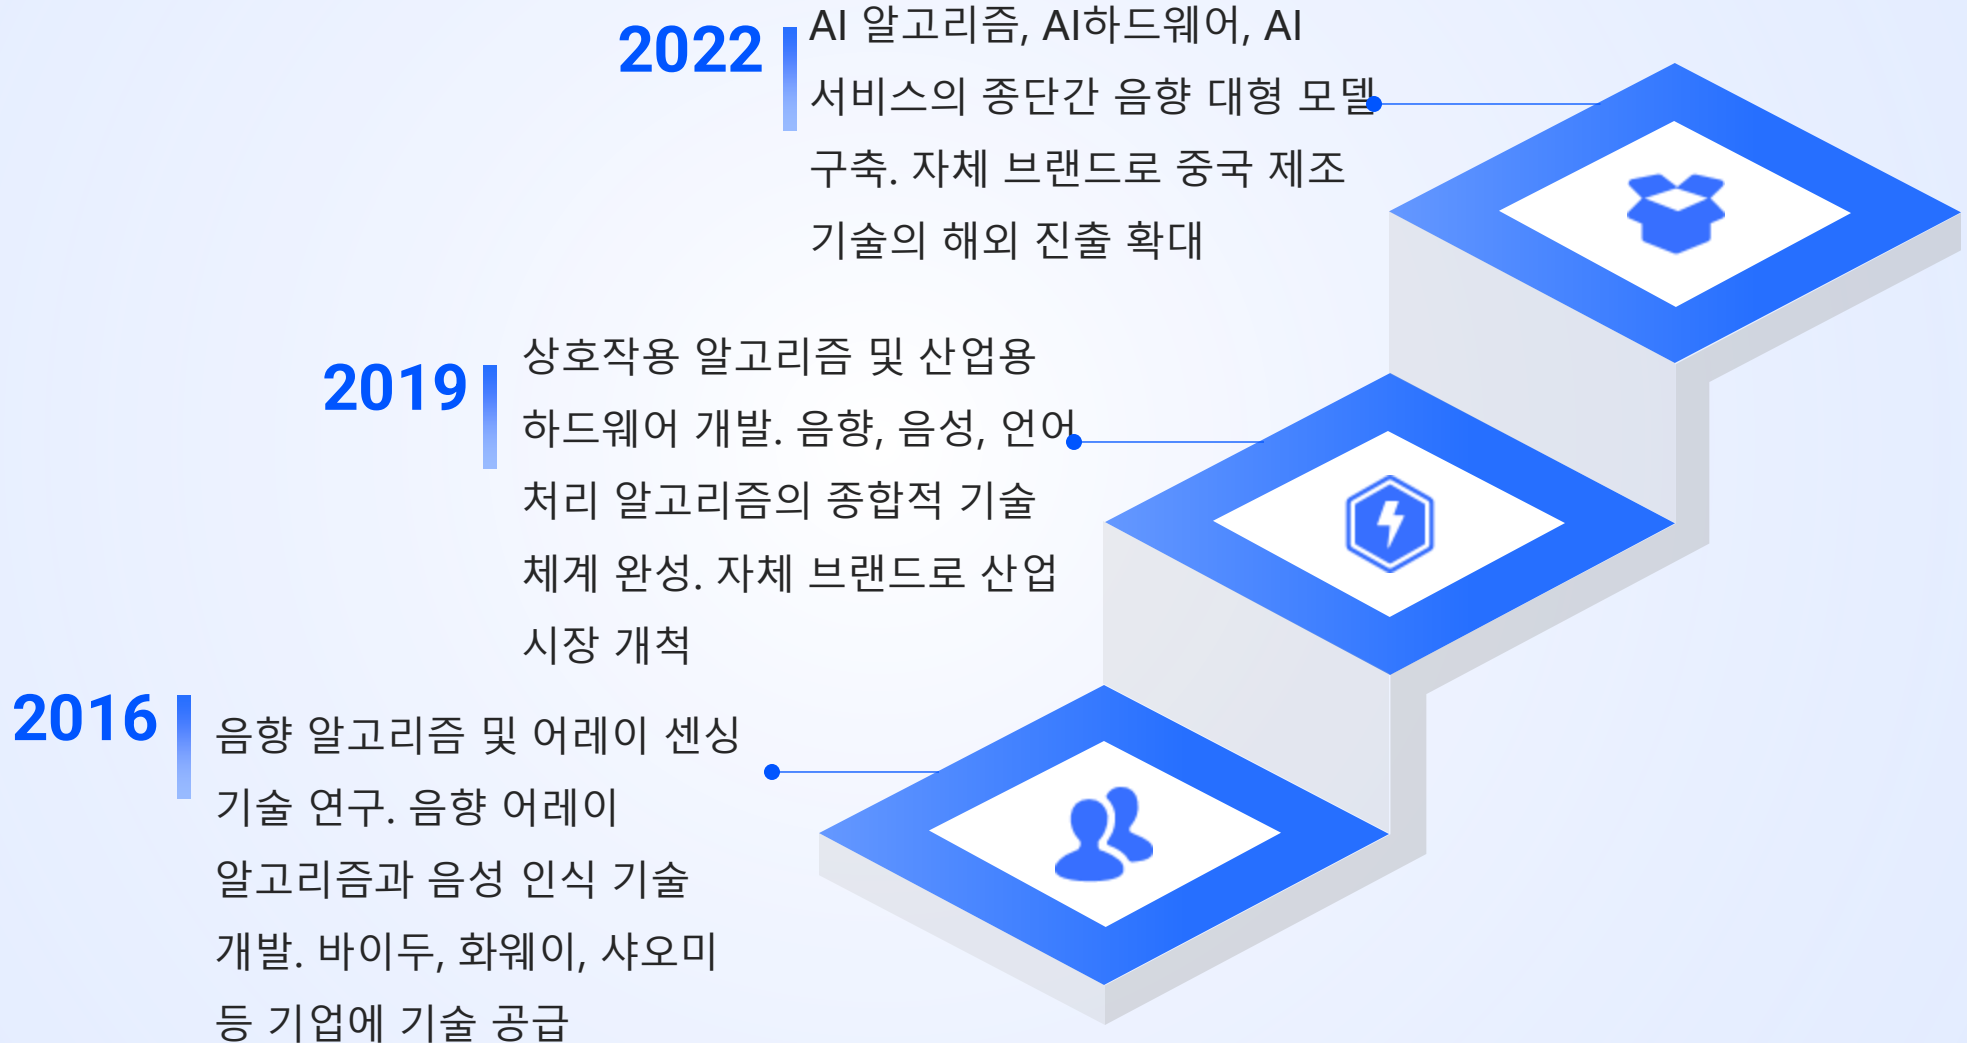 2022
AI 알고리즘, AI하드웨어, AI
서비스의 종단간 음향 대형 모델
구축. 자체 브랜드로 중국 제조
기술의 해외 진출 확대
2019
상호작용 알고리즘 및 산업용
하드웨어 개발. 음향, 음성, 언어
처리 알고리즘의 종합적 기술
체계 완성. 자체 브랜드로 산업
시장 개척
2016
음향 알고리즘 및 어레이 센싱
기술 연구. 음향 어레이
알고리즘과 음성 인식 기술
개발. 바이두, 화웨이, 샤오미
등 기업에 기술 공급